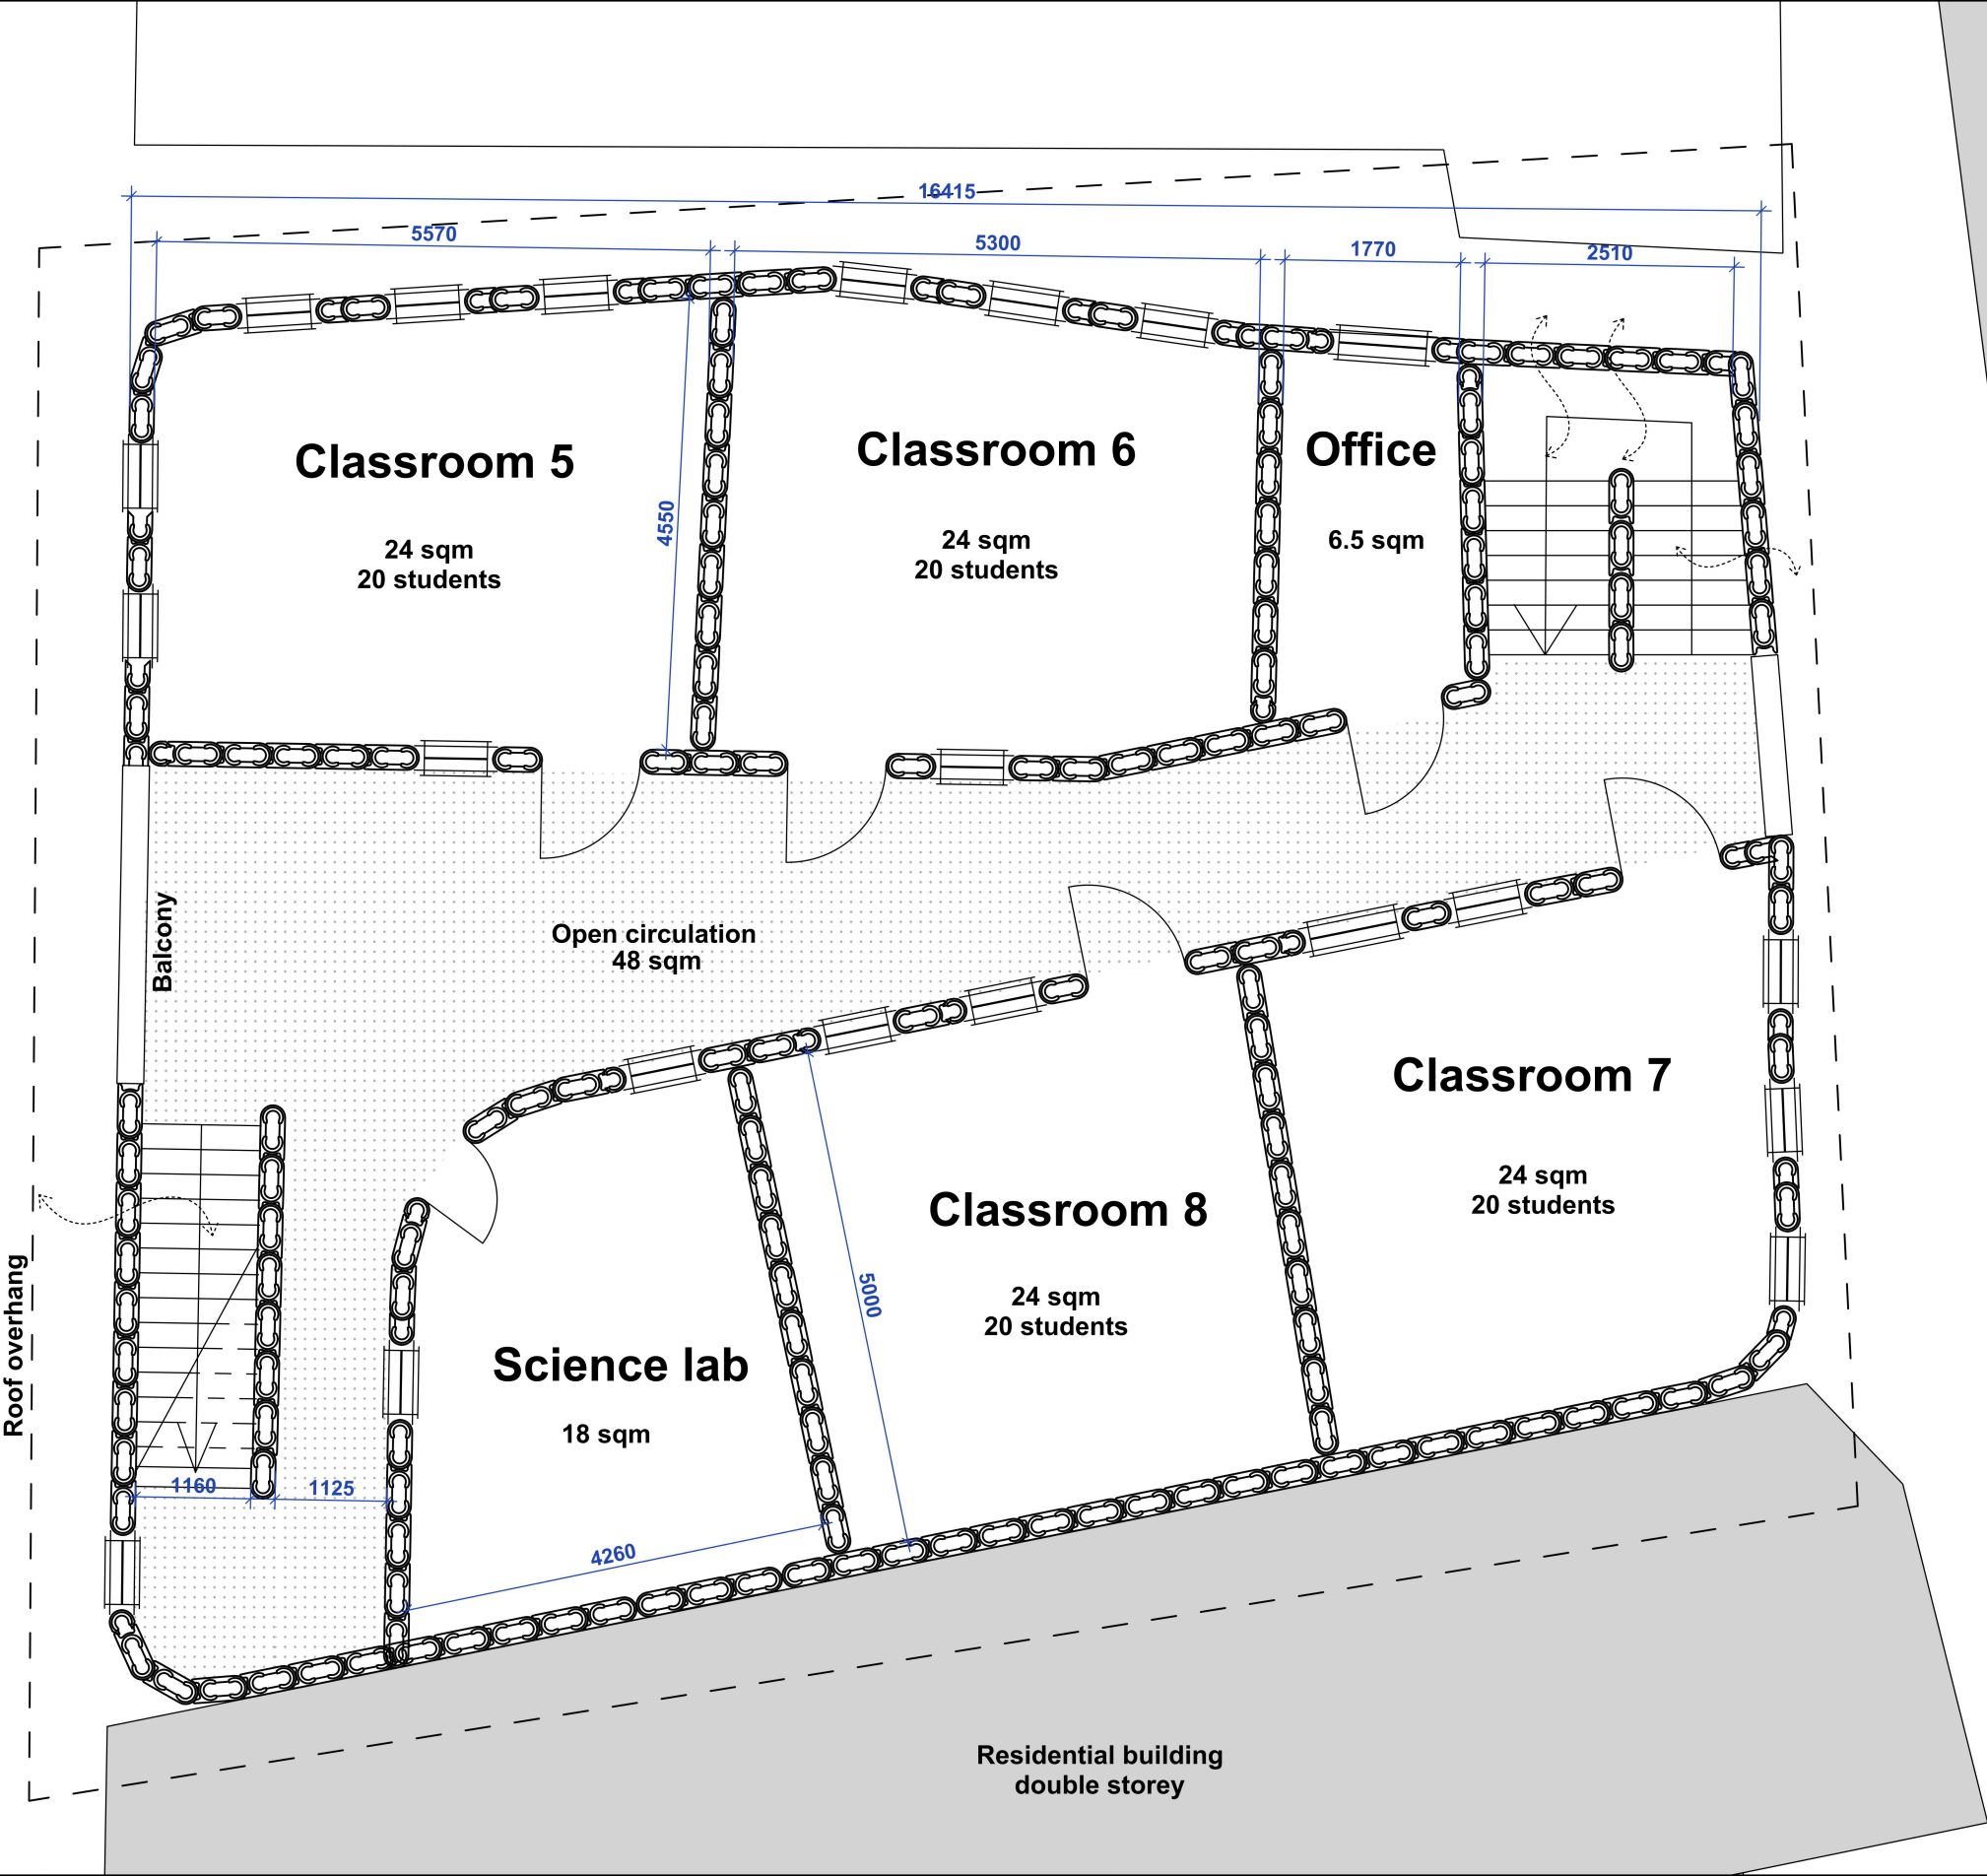 16415
5570
5300
1770
2510
Classroom 5
24 sqm
20 students
4550
Classroom 6
24 sqm
20 students
Office
6.5 sqm
Balcony
Open circulation
48 sqm
Classroom 7
24 sqm
20 students
Classroom 8
24 sqm
20 students
5000
Science lab
18 sqm
Roof overhang
1160
1125
4260
Residential building
double storey